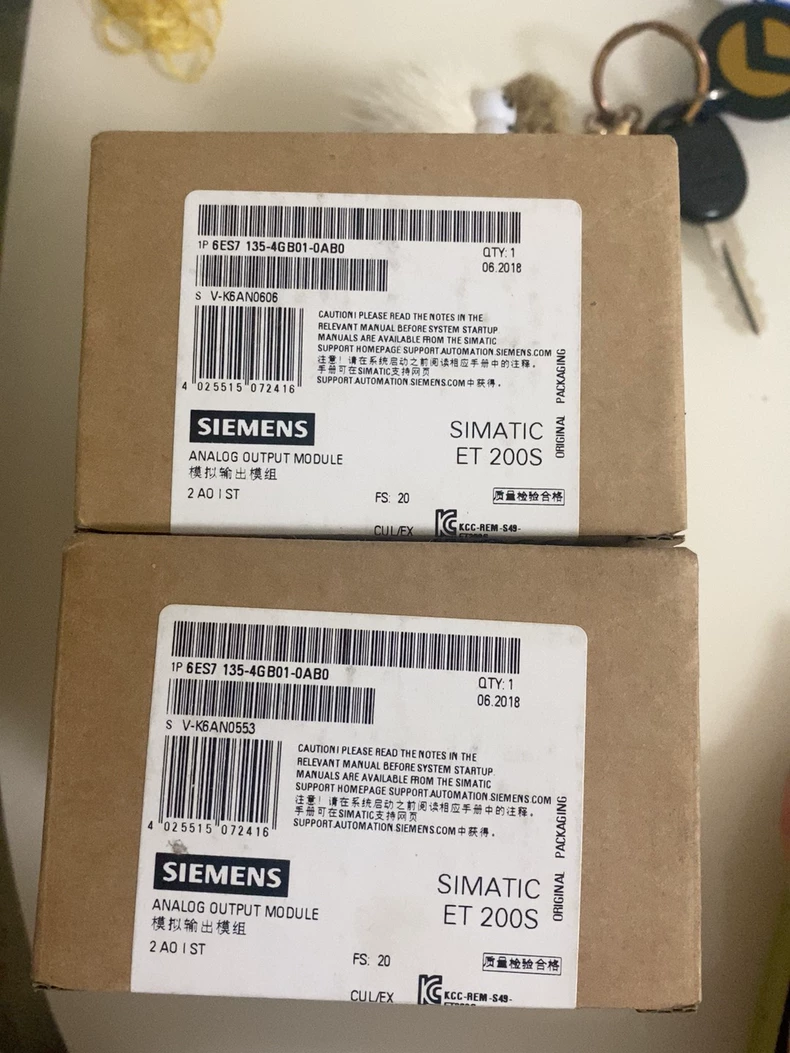 1P 6ES7 135-4GB01-0AB0
QTY: 1
06.2018
S V-K6AN0606
CAUTION! PLEASE READ THE NOTES IN THE
RELEVANT MANUAL BEFORE SYSTEM STARTUP.
MANUALS ARE AVAILABLE FROM THE SIMATIC
SUPPORT HOMEPAGE SUPPORT.AUTOMATION.SIEMENS.COM
注意！请在系统启动之前阅读相应手册中的注释。
手册可在SIMATIC支持网页
SUPPORT.AUTOMATION.SIEMENS.COM中获得。
4 025515 072416
ORIGINAL PACKAGING
SIEMENS
SIMATIC
ET 200S
ANALOG OUTPUT MODULE
模拟输出模组
2 AO I ST
FS: 20
质量检验合格
CUL/EX
KCC-REM-S49-
1P 6ES7 135-4GB01-0AB0
QTY: 1
06.2018
S V-K6AN0553
CAUTION! PLEASE READ THE NOTES IN THE
RELEVANT MANUAL BEFORE SYSTEM STARTUP.
MANUALS ARE AVAILABLE FROM THE SIMATIC
SUPPORT HOMEPAGE SUPPORT.AUTOMATION.SIEMENS.COM
注意！请在系统启动之前阅读相应手册中的注释。
手册可在SIMATIC支持网页
SUPPORT.AUTOMATION.SIEMENS.COM中获得。
4 025515 072416
ORIGINAL PACKAGING
SIEMENS
SIMATIC
ET 200S
ANALOG OUTPUT MODULE
模拟输出模组
2 AO I ST
FS: 20
质量检验合格
CUL/EX
KCC-REM-S49-